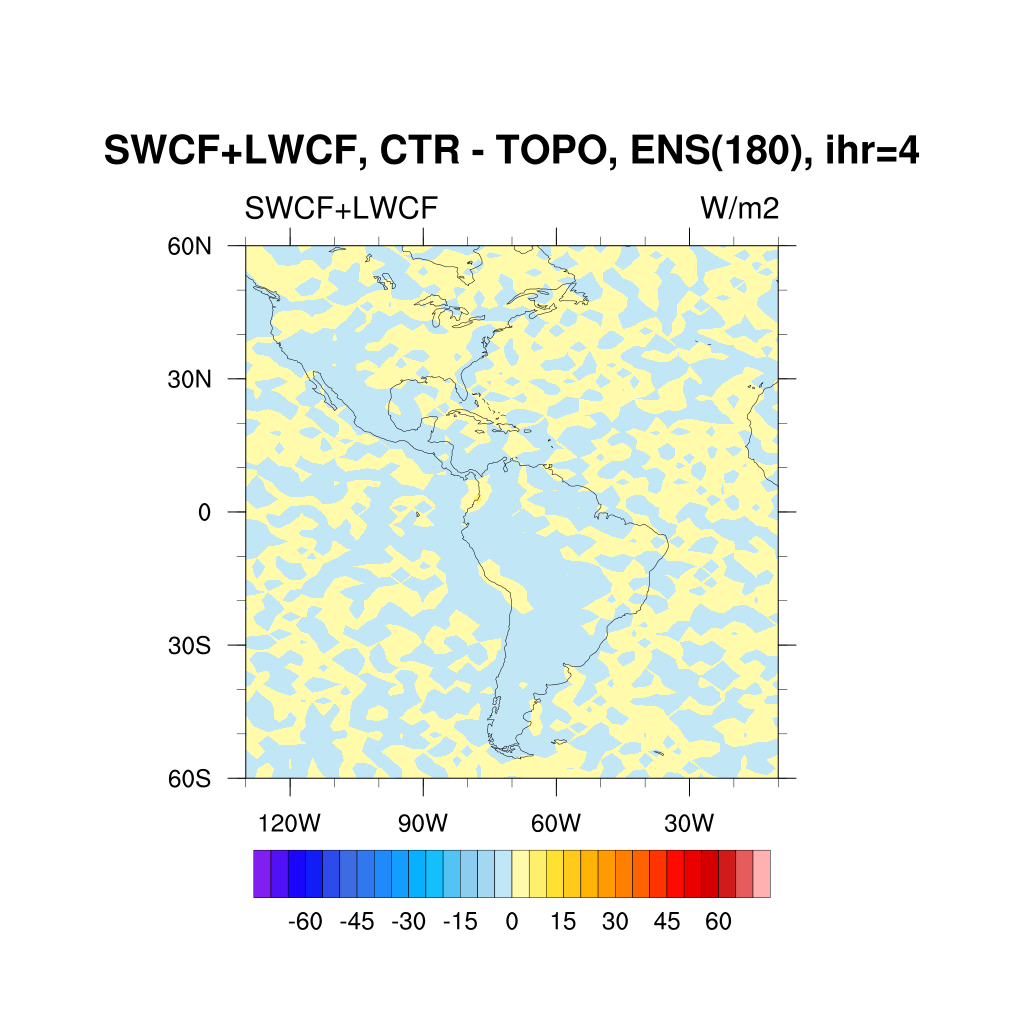 SWCF+LWCF, CTR - TOPO, ENS(180), ihr=4
SWCF+LWCF W/m2
60N
30N
0
30S
60S
120W 90W 60W 30W
-60 -45 -30 -15 0 15 30 45 60